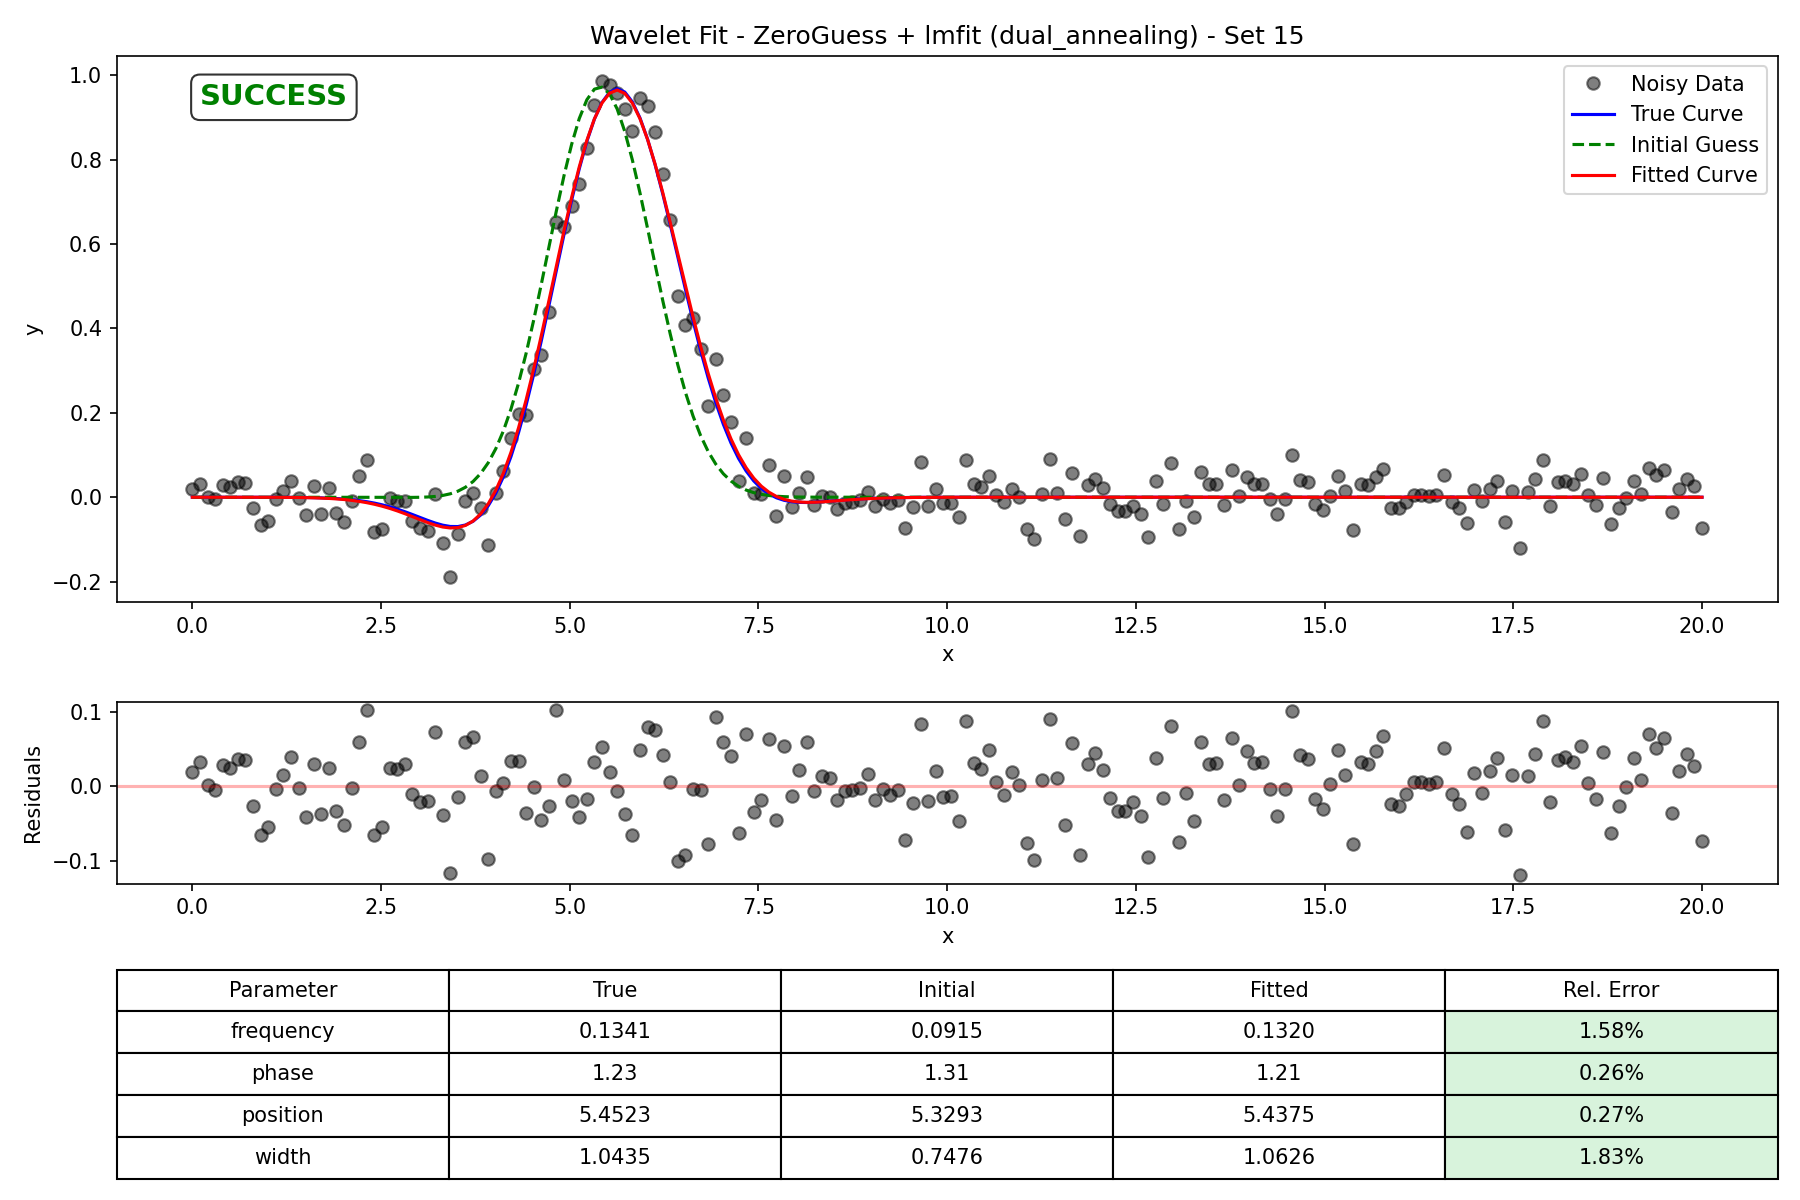 Wavelet Fit - ZeroGuess + lmfit (dual_annealing) - Set 15
SUCCESS
Noisy Data
True Curve
Initial Guess
Fitted Curve
1.0
0.8
0.6
0.4
0.2
0.0
−0.2
y
0.0 2.5 5.0 7.5 10.0 12.5 15.0 17.5 20.0
x
0.1
0.0
−0.1
Residuals
0.0 2.5 5.0 7.5 10.0 12.5 15.0 17.5 20.0
x
Parameter True Initial Fitted Rel. Error
frequency 0.1341 0.0915 0.1320 1.58%
phase 1.23 1.31 1.21 0.26%
position 5.4523 5.3293 5.4375 0.27%
width 1.0435 0.7476 1.0626 1.83%